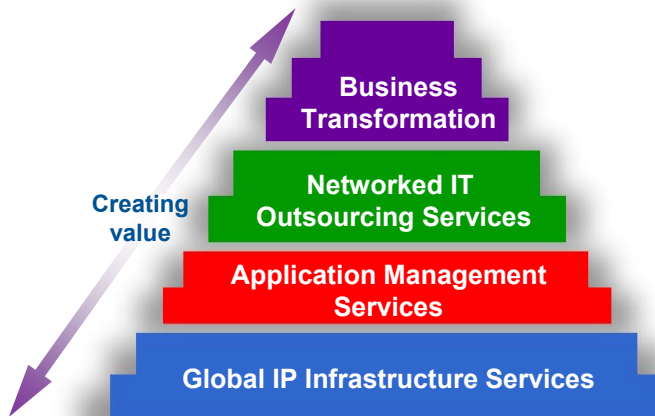 Business
Transformation
Networked IT
Outsourcing Services
Creating
value
Application Management
Services
Global IP Infrastructure Services